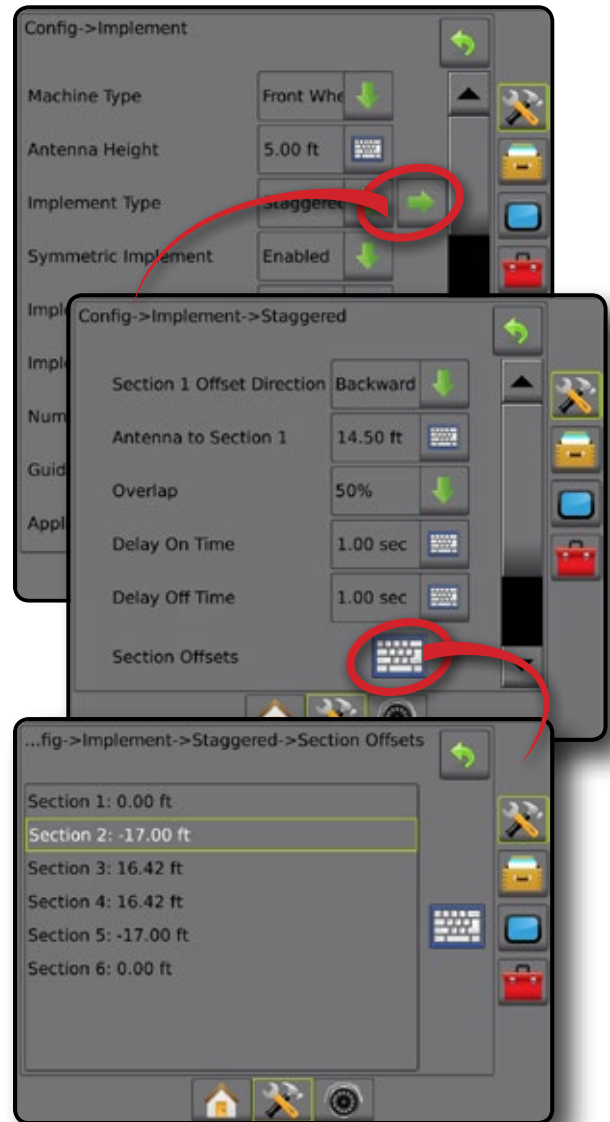 Config->Implement
Machine Type Front Whe
Antenna Height 5.00 ft
Implement Type Staggered
Symmetric Implement Enabled
Impl
Impl
Num
Guid
Appl
Config->Implement->Staggered
Section 1 Offset Direction Backward
Antenna to Section 1 14.50 ft
Overlap 50%
Delay On Time 1.00 sec
Delay Off Time 1.00 sec
Section Offsets
...fig->Implement->Staggered->Section Offsets
Section 1: 0.00 ft
Section 2: -17.00 ft
Section 3: 16.42 ft
Section 4: 16.42 ft
Section 5: -17.00 ft
Section 6: 0.00 ft